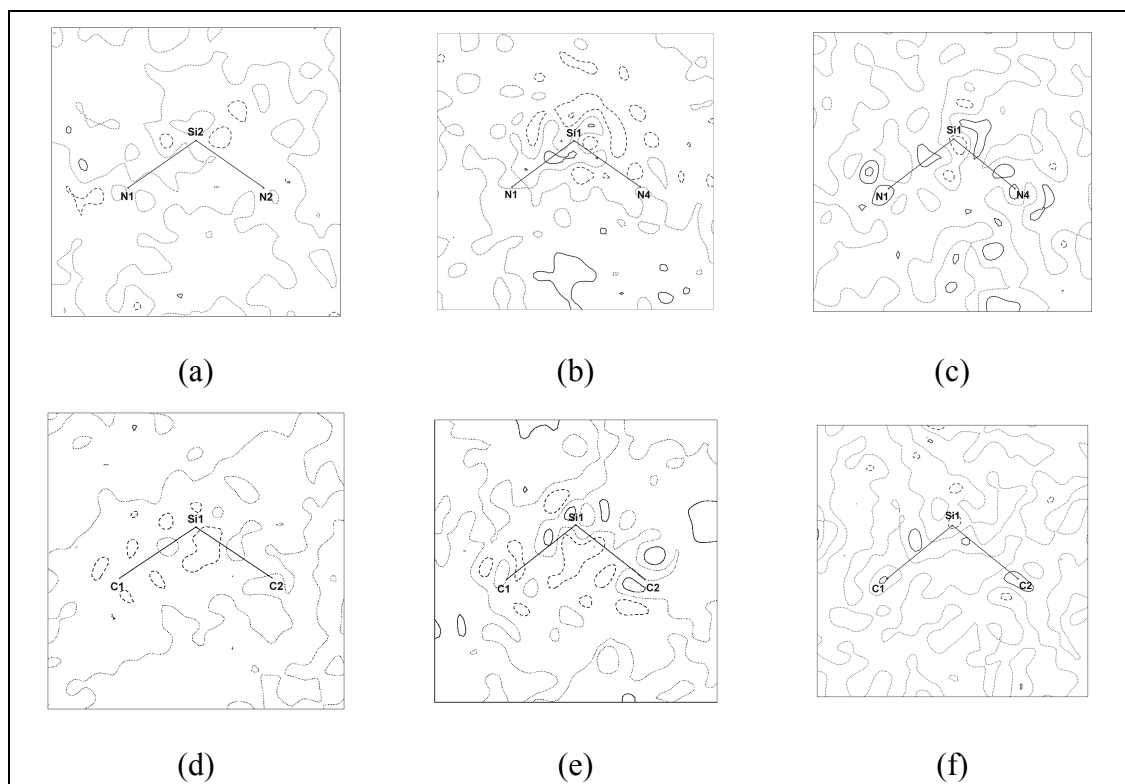 Si2
N1 N2
(a)
Si1
N1 N4
(b)
Si1
N1 N4
(c)
Si1
C1 C2
(d)
Si1
C1 C2
(e)
Si1
C1 C2
(f)